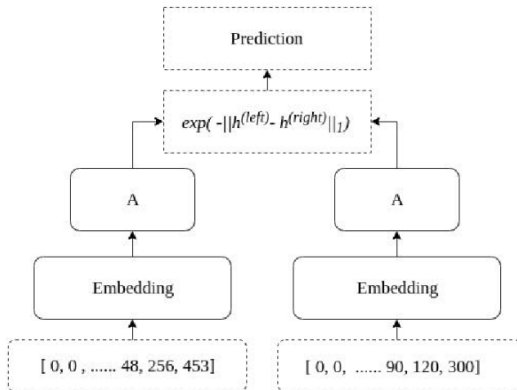 Prediction
exp( -||h^(left)- h^(right)||₁)
A
A
Embedding
Embedding
[ 0, 0 , ...... 48, 256, 453]
[ 0, 0, ...... 90, 120, 300]